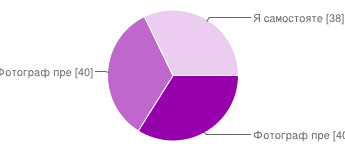 Я самостояте [38]
Фотограф пре [40]
Фотограф пре [40